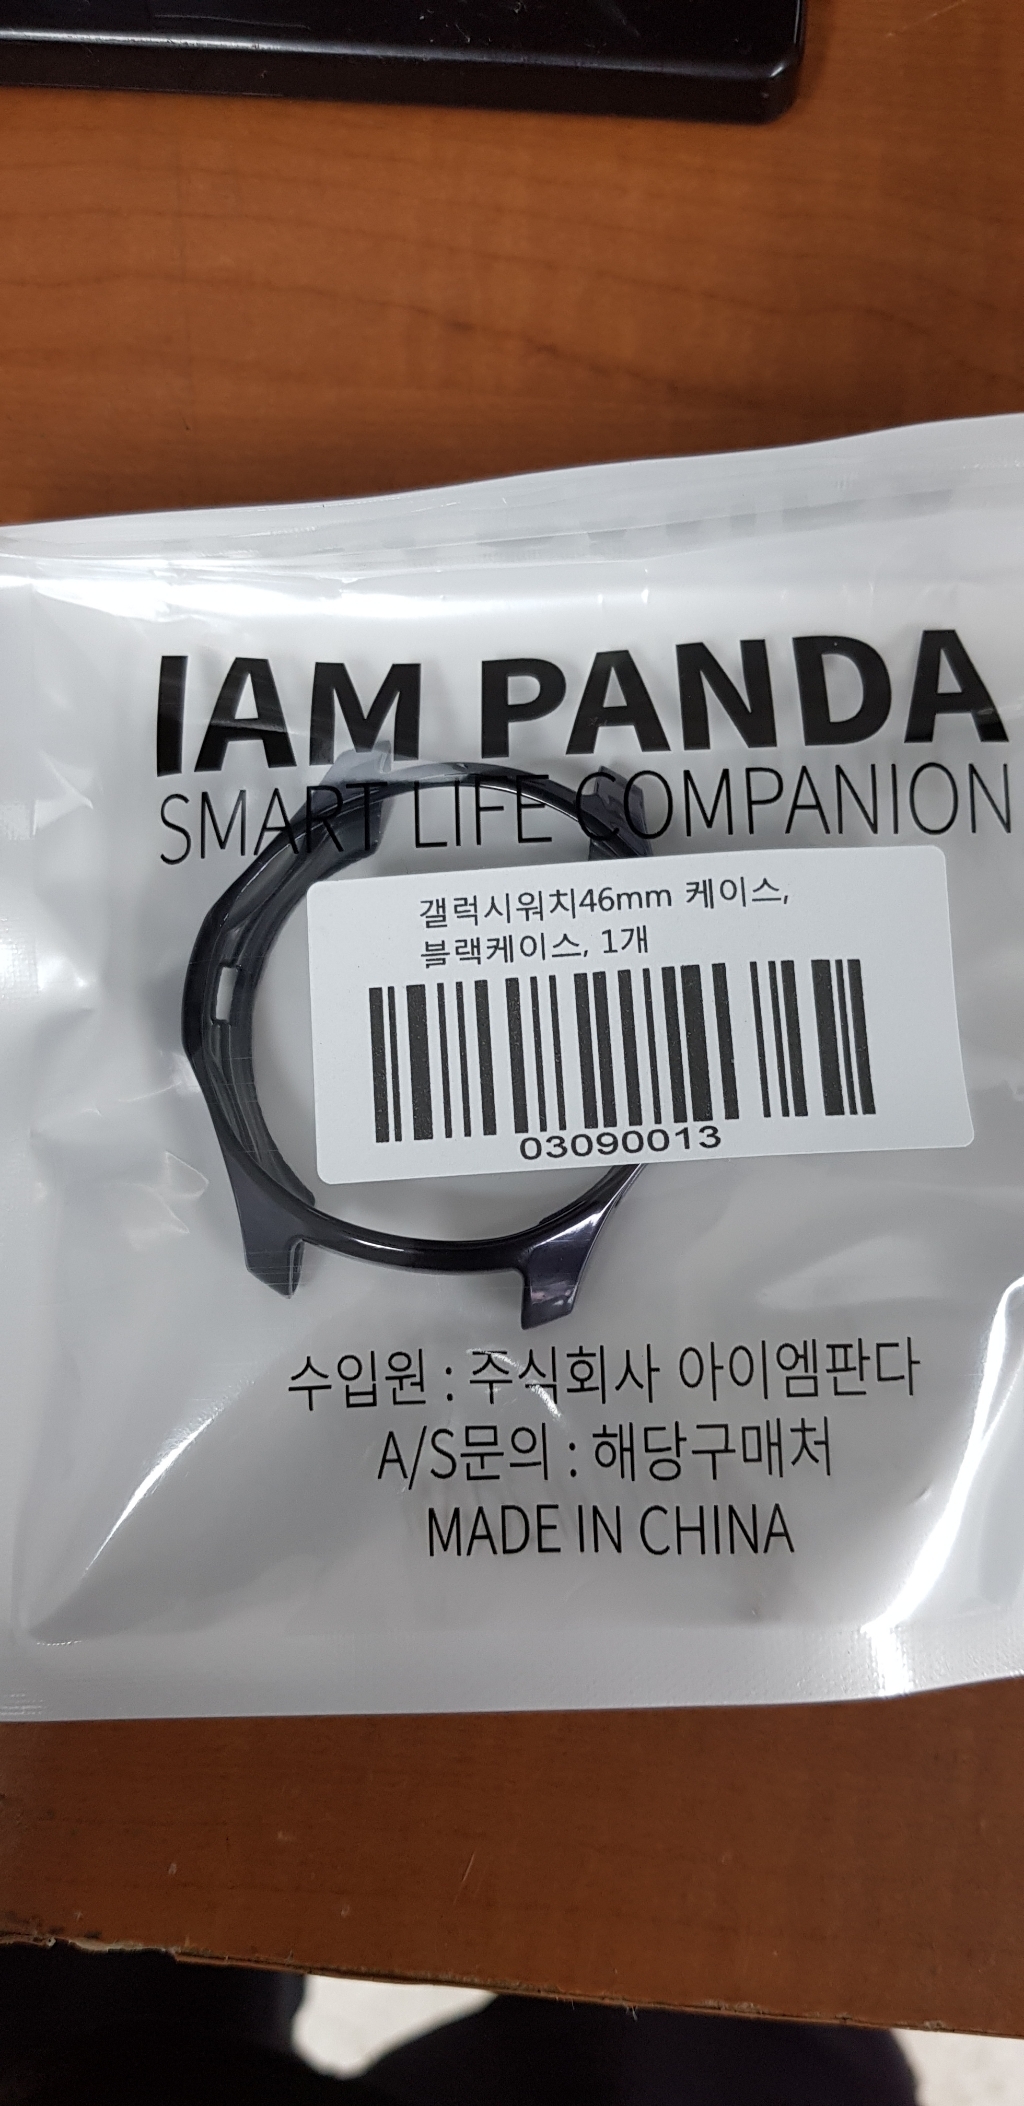 IAM PANDA
SMART LIFE COMPANION
갤럭시워치46mm 케이스,
블랙케이스, 1개
03090013
수입원 : 주식회사 아이엠판다
A/S문의 : 해당구매처
MADE IN CHINA